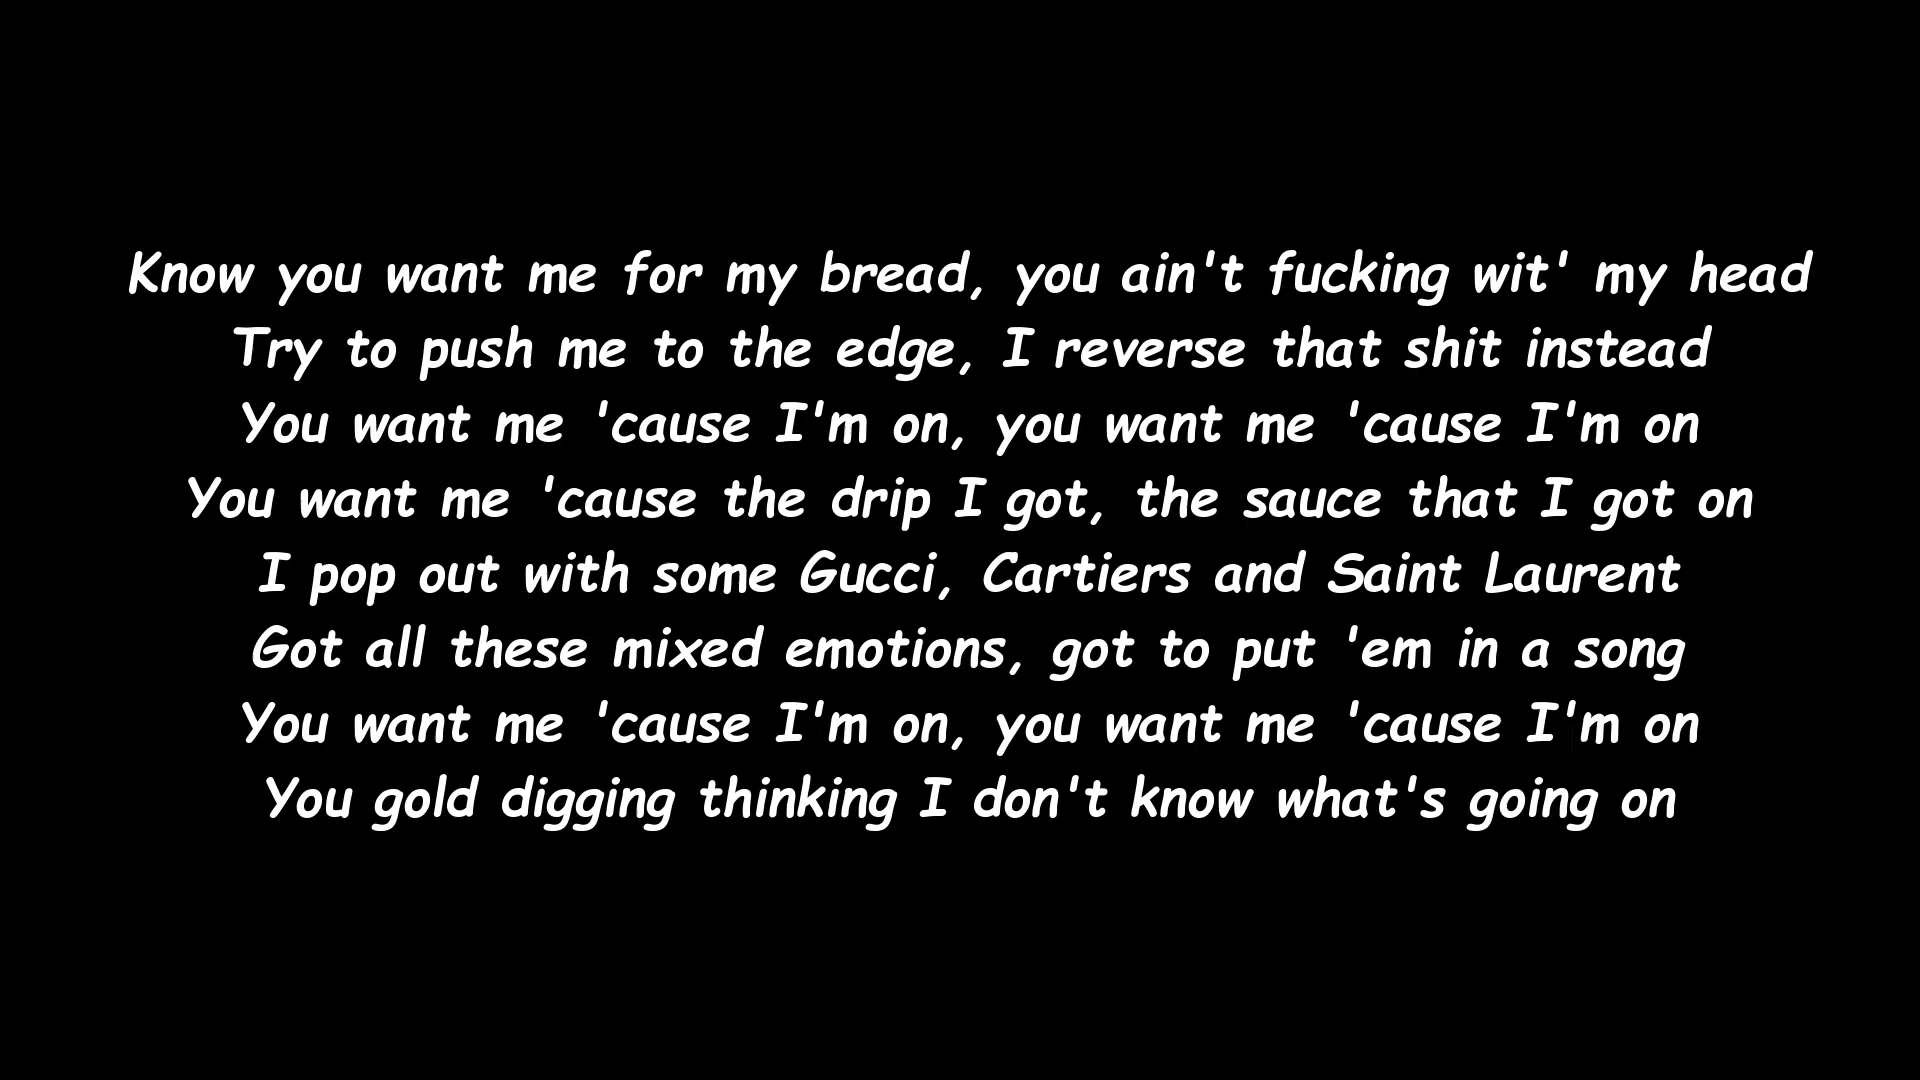 Know you want me for my bread, you ain't fucking wit' my head
Try to push me to the edge, I reverse that shit instead
You want me 'cause I'm on, you want me 'cause I'm on
You want me 'cause the drip I got, the sauce that I got on
I pop out with some Gucci, Cartiers and Saint Laurent
Got all these mixed emotions, got to put 'em in a song
You want me 'cause I'm on, you want me 'cause I'm on
You gold digging thinking I don't know what's going on